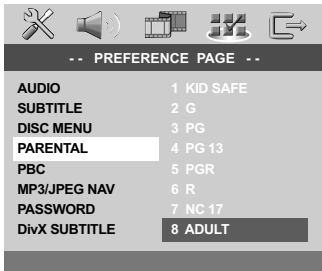 -- PREFERENCE PAGE --
AUDIO 1 KID SAFE
SUBTITLE 2 G
DISC MENU 3 PG
PARENTAL 4 PG 13
PBC 5 PGR
MP3/JPEG NAV 6 R
PASSWORD 7 NC 17
DivX SUBTITLE 8 ADULT